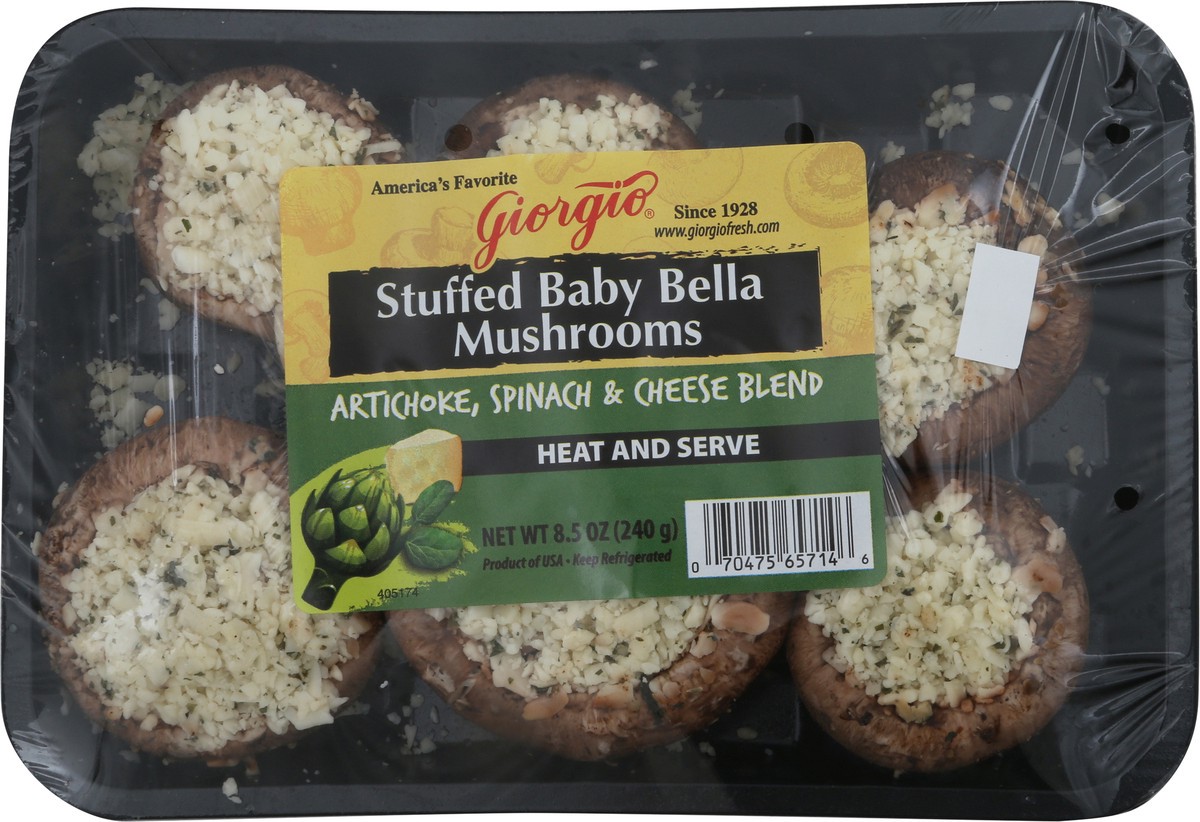 America's Favorite
Giorgio®
Since 1928
www.giorgiofresh.com
Stuffed Baby Bella
Mushrooms
ARTICHOKE, SPINACH & CHEESE BLEND
HEAT AND SERVE
NET WT 8.5 OZ (240 g)
Product of USA • Keep Refrigerated
405174
0 70475 65714 6